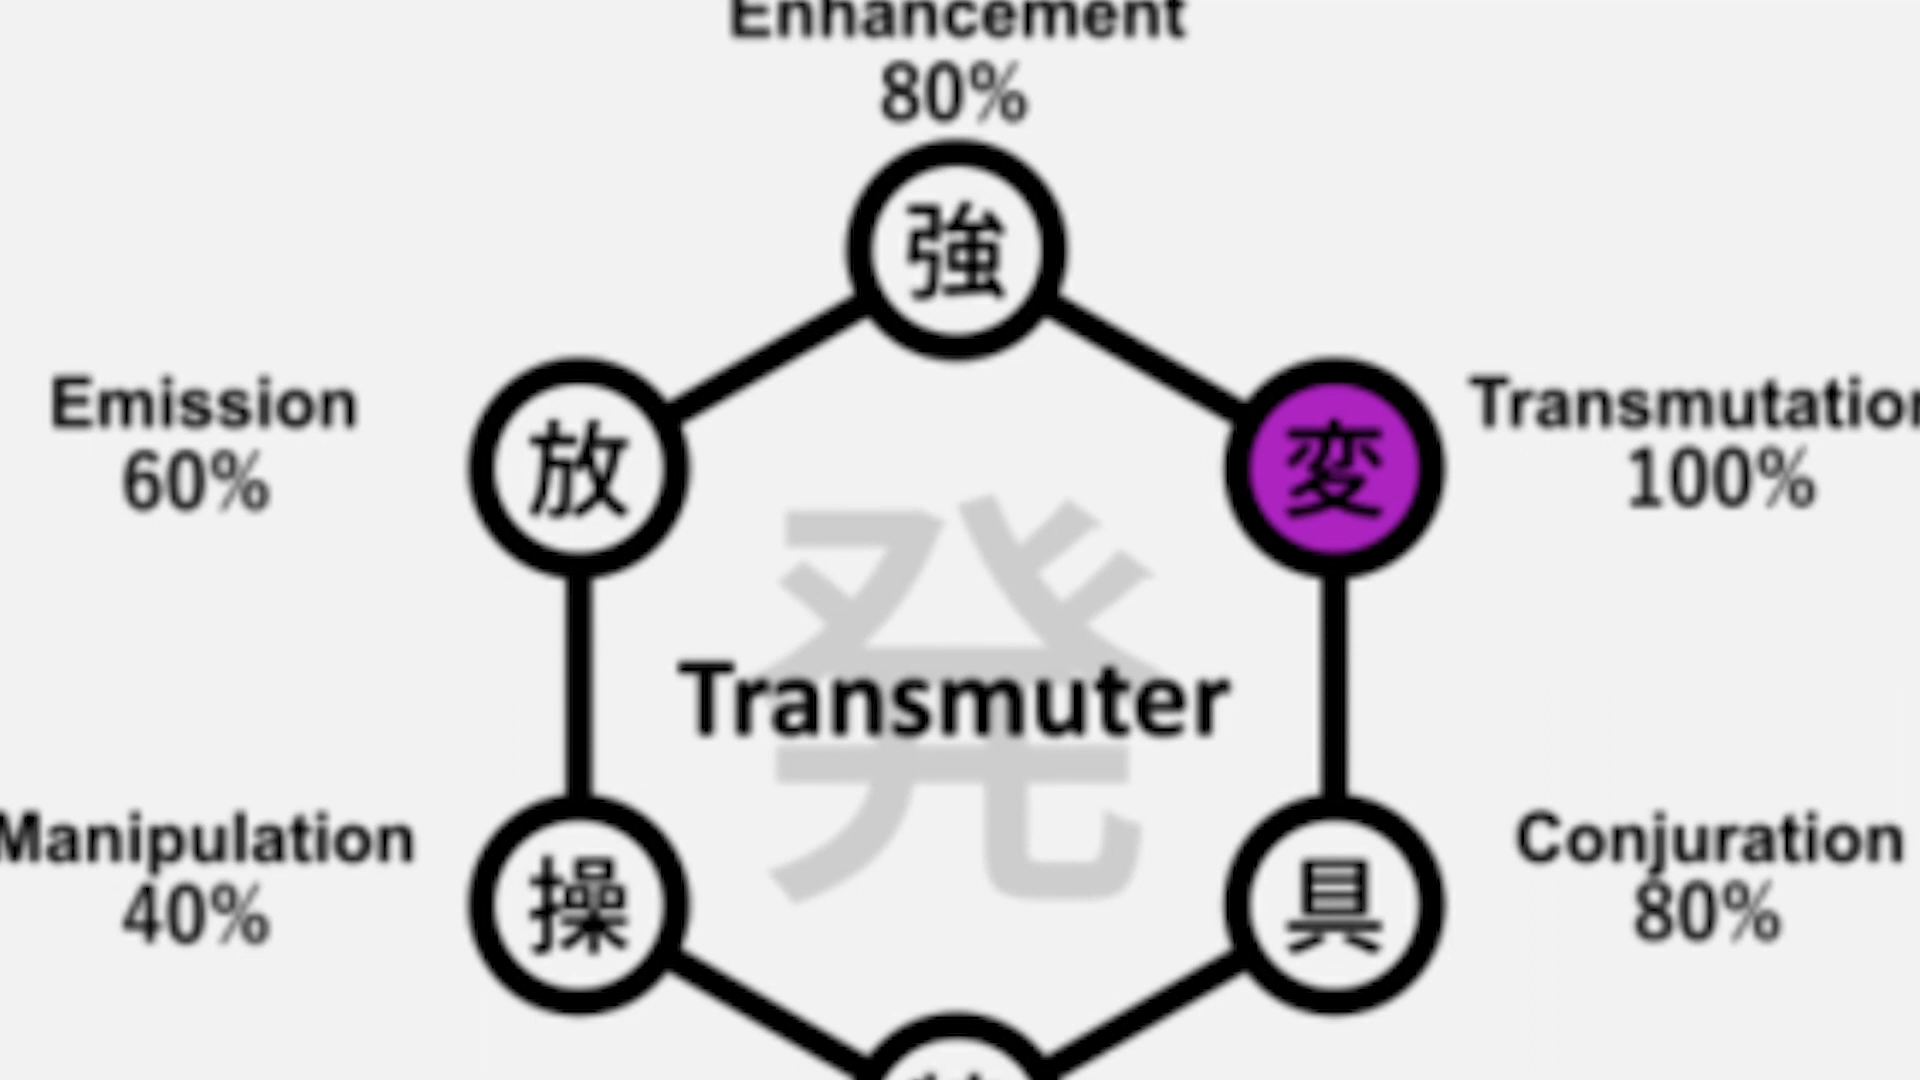 Enhancement
80%
強
Emission
60%
放
Transmutation
100%
変
発
Transmuter
Manipulation
40%
操
Conjuration
80%
具